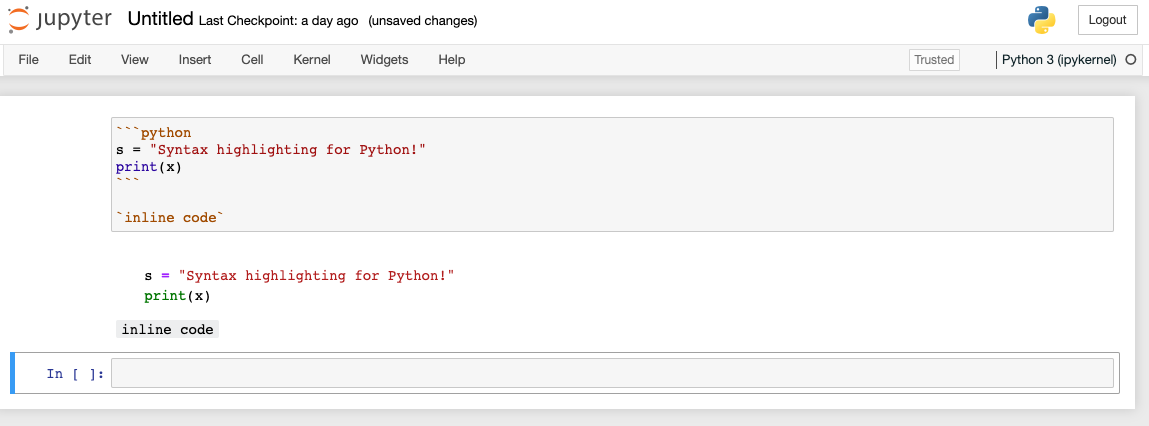 jupyter Untitled Last Checkpoint: a day ago (unsaved changes) Logout
File Edit View Insert Cell Kernel Widgets Help Trusted Python 3 (ipykernel)
```python
s = "Syntax highlighting for Python!"
print(x)
```
`inline code`
s = "Syntax highlighting for Python!"
print(x)
inline code
In [ ]: